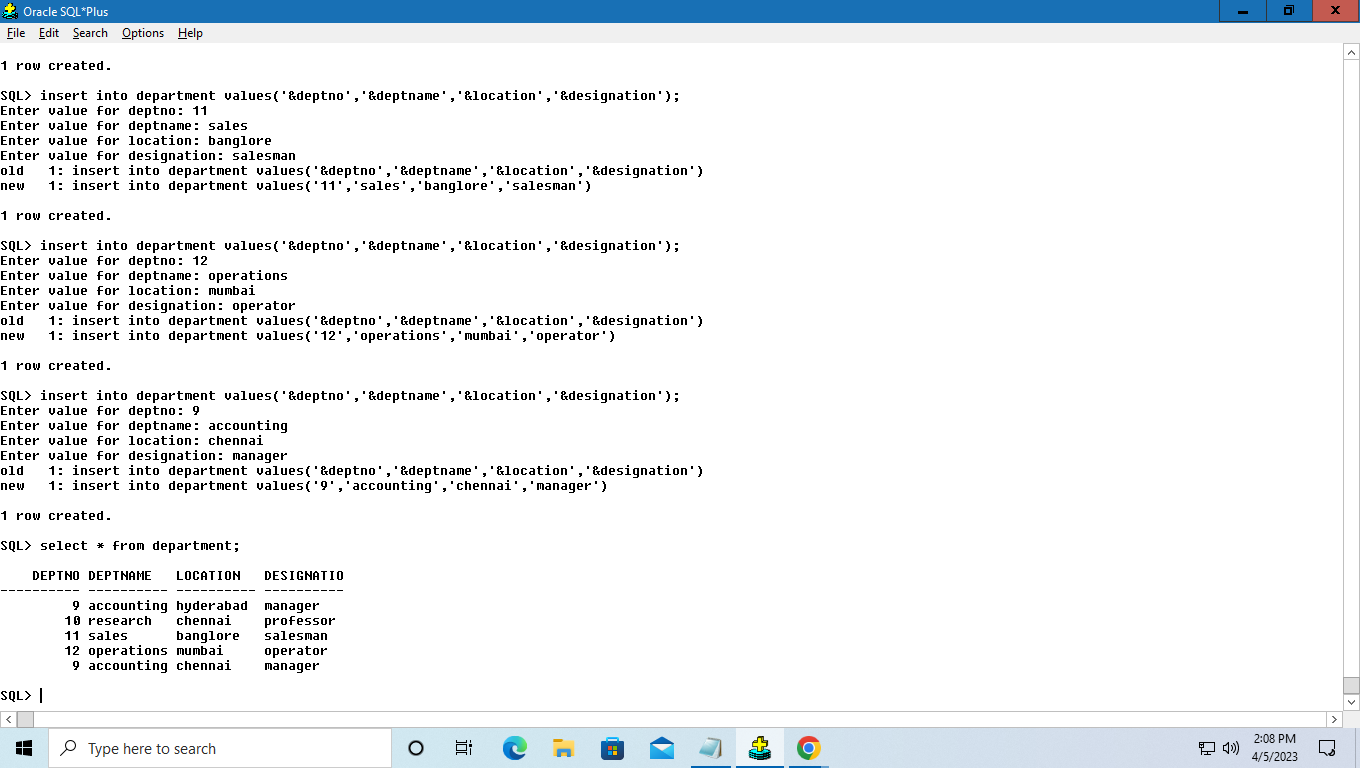 Oracle SQL*Plus
File Edit Search Options Help
1 row created.
SQL> insert into department values('&deptno','&deptname','&location','&designation');
Enter value for deptno: 11
Enter value for deptname: sales
Enter value for location: banglore
Enter value for designation: salesman
old   1: insert into department values('&deptno','&deptname','&location','&designation')
new   1: insert into department values('11','sales','banglore','salesman')
1 row created.
SQL> insert into department values('&deptno','&deptname','&location','&designation');
Enter value for deptno: 12
Enter value for deptname: operations
Enter value for location: mumbai
Enter value for designation: operator
old   1: insert into department values('&deptno','&deptname','&location','&designation')
new   1: insert into department values('12','operations','mumbai','operator')
1 row created.
SQL> insert into department values('&deptno','&deptname','&location','&designation');
Enter value for deptno: 9
Enter value for deptname: accounting
Enter value for location: chennai
Enter value for designation: manager
old   1: insert into department values('&deptno','&deptname','&location','&designation')
new   1: insert into department values('9','accounting','chennai','manager')
1 row created.
SQL> select * from department;
    DEPTNO DEPTNAME   LOCATION   DESIGNATIO
---------- ---------- ---------- ----------
         9 accounting hyderabad  manager
        10 research   chennai    professor
        11 sales      banglore   salesman
        12 operations mumbai     operator
         9 accounting chennai    manager
SQL>
Type here to search
2:08 PM
4/5/2023